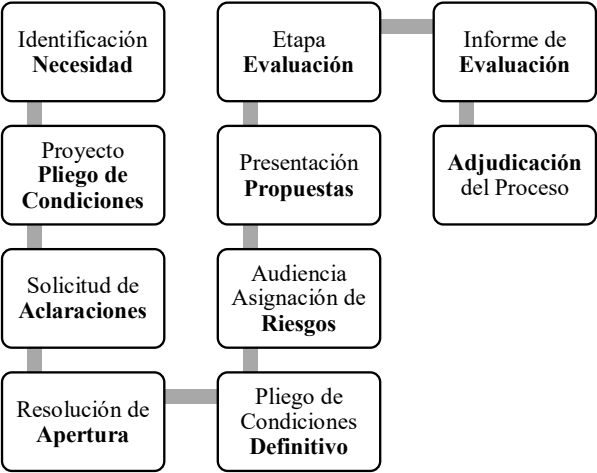 Identificación
Necesidad
Proyecto
Pliego de
Condiciones
Solicitud de
Aclaraciones
Resolución de
Apertura
Pliego de
Condiciones
Definitivo
Audiencia
Asignación de
Riesgos
Presentación
Propuestas
Etapa
Evaluación
Informe de
Evaluación
Adjudicación
del Proceso